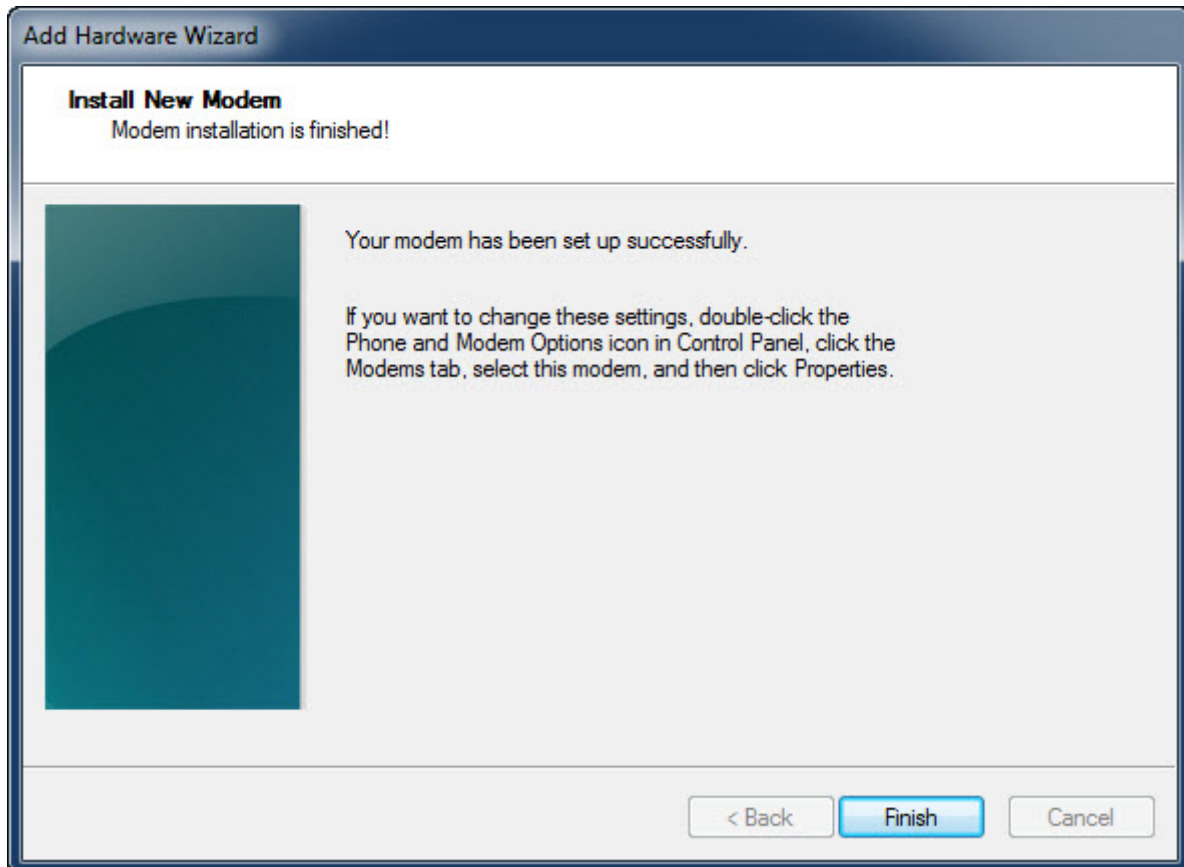 Add Hardware Wizard
Install New Modem
Modem installation is finished!
Your modem has been set up successfully.
If you want to change these settings, double-click the
Phone and Modem Options icon in Control Panel, click the
Modems tab, select this modem, and then click Properties.
< Back Finish Cancel